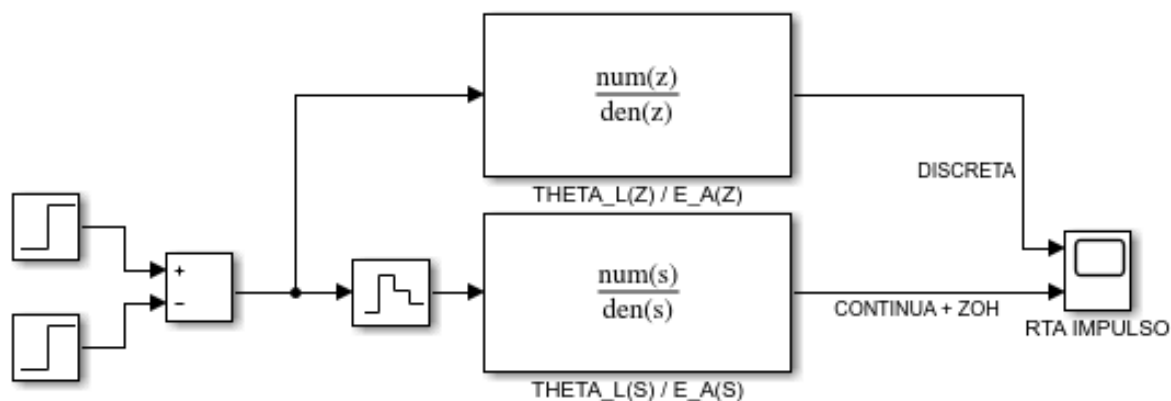 num(z)
den(z)
THETA_L(Z) / E_A(Z)
DISCRETA
+
−
num(s)
den(s)
CONTINUA + ZOH
RTA IMPULSO
THETA_L(S) / E_A(S)